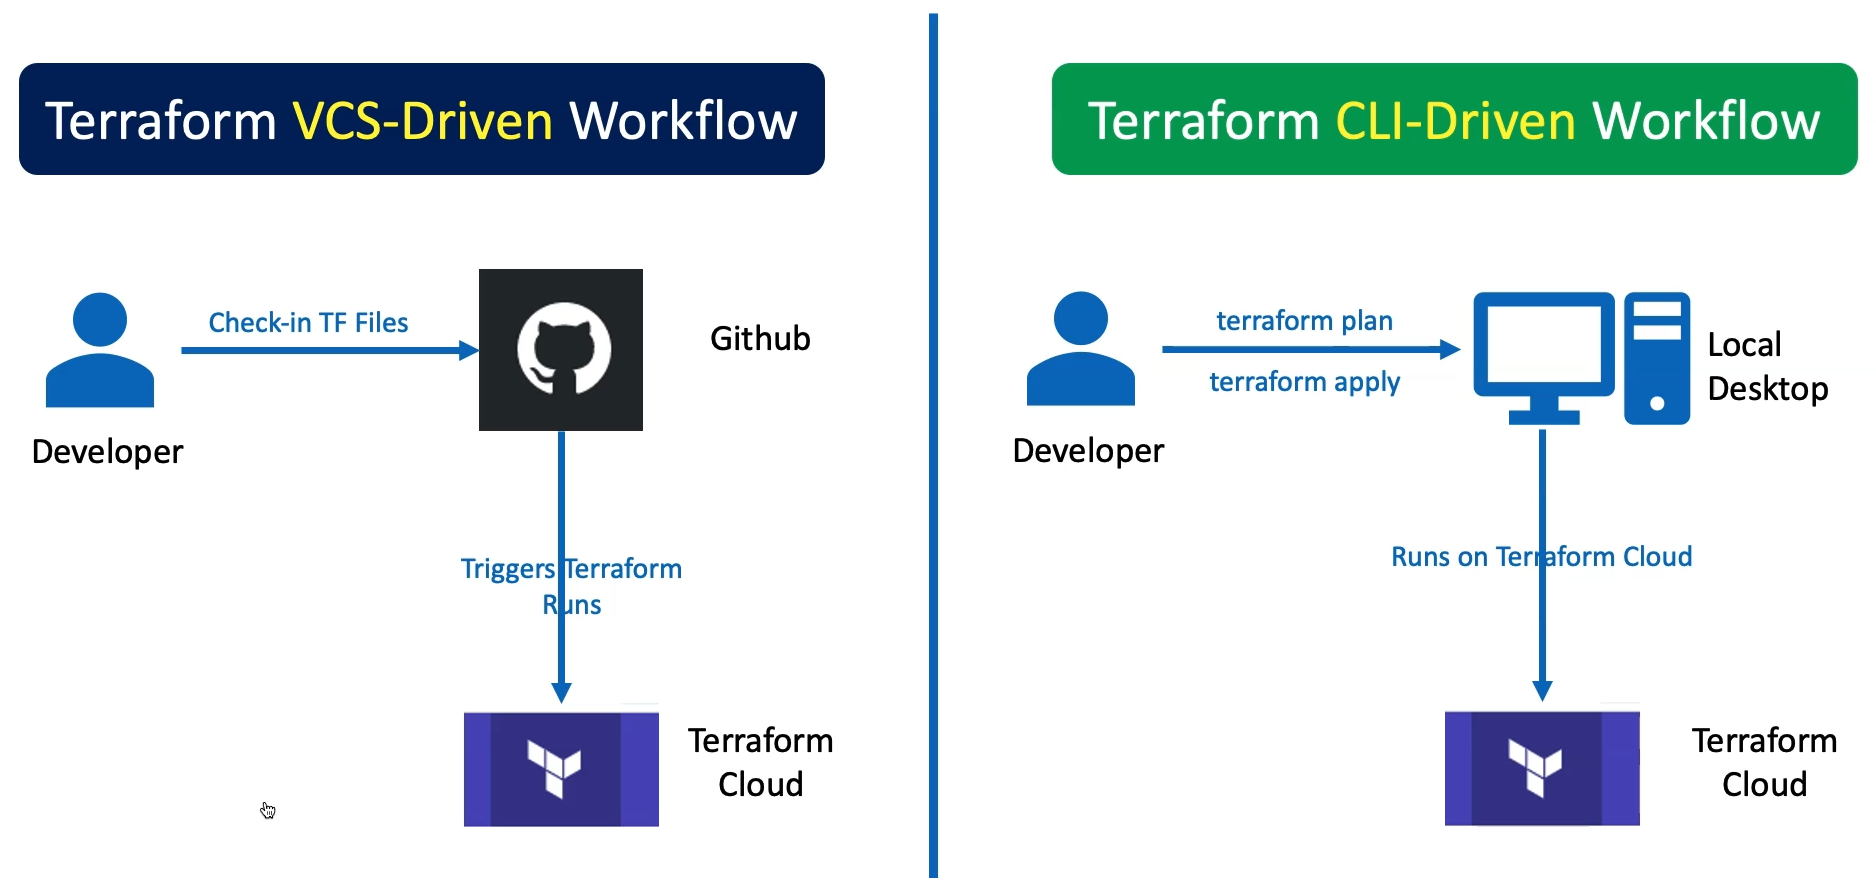 Terraform VCS-Driven Workflow
Check-in TF Files
Github
Developer
Triggers Terraform
Runs
Terraform
Cloud
Terraform CLI-Driven Workflow
terraform plan
terraform apply
Local
Desktop
Developer
Runs on Terraform Cloud
Terraform
Cloud